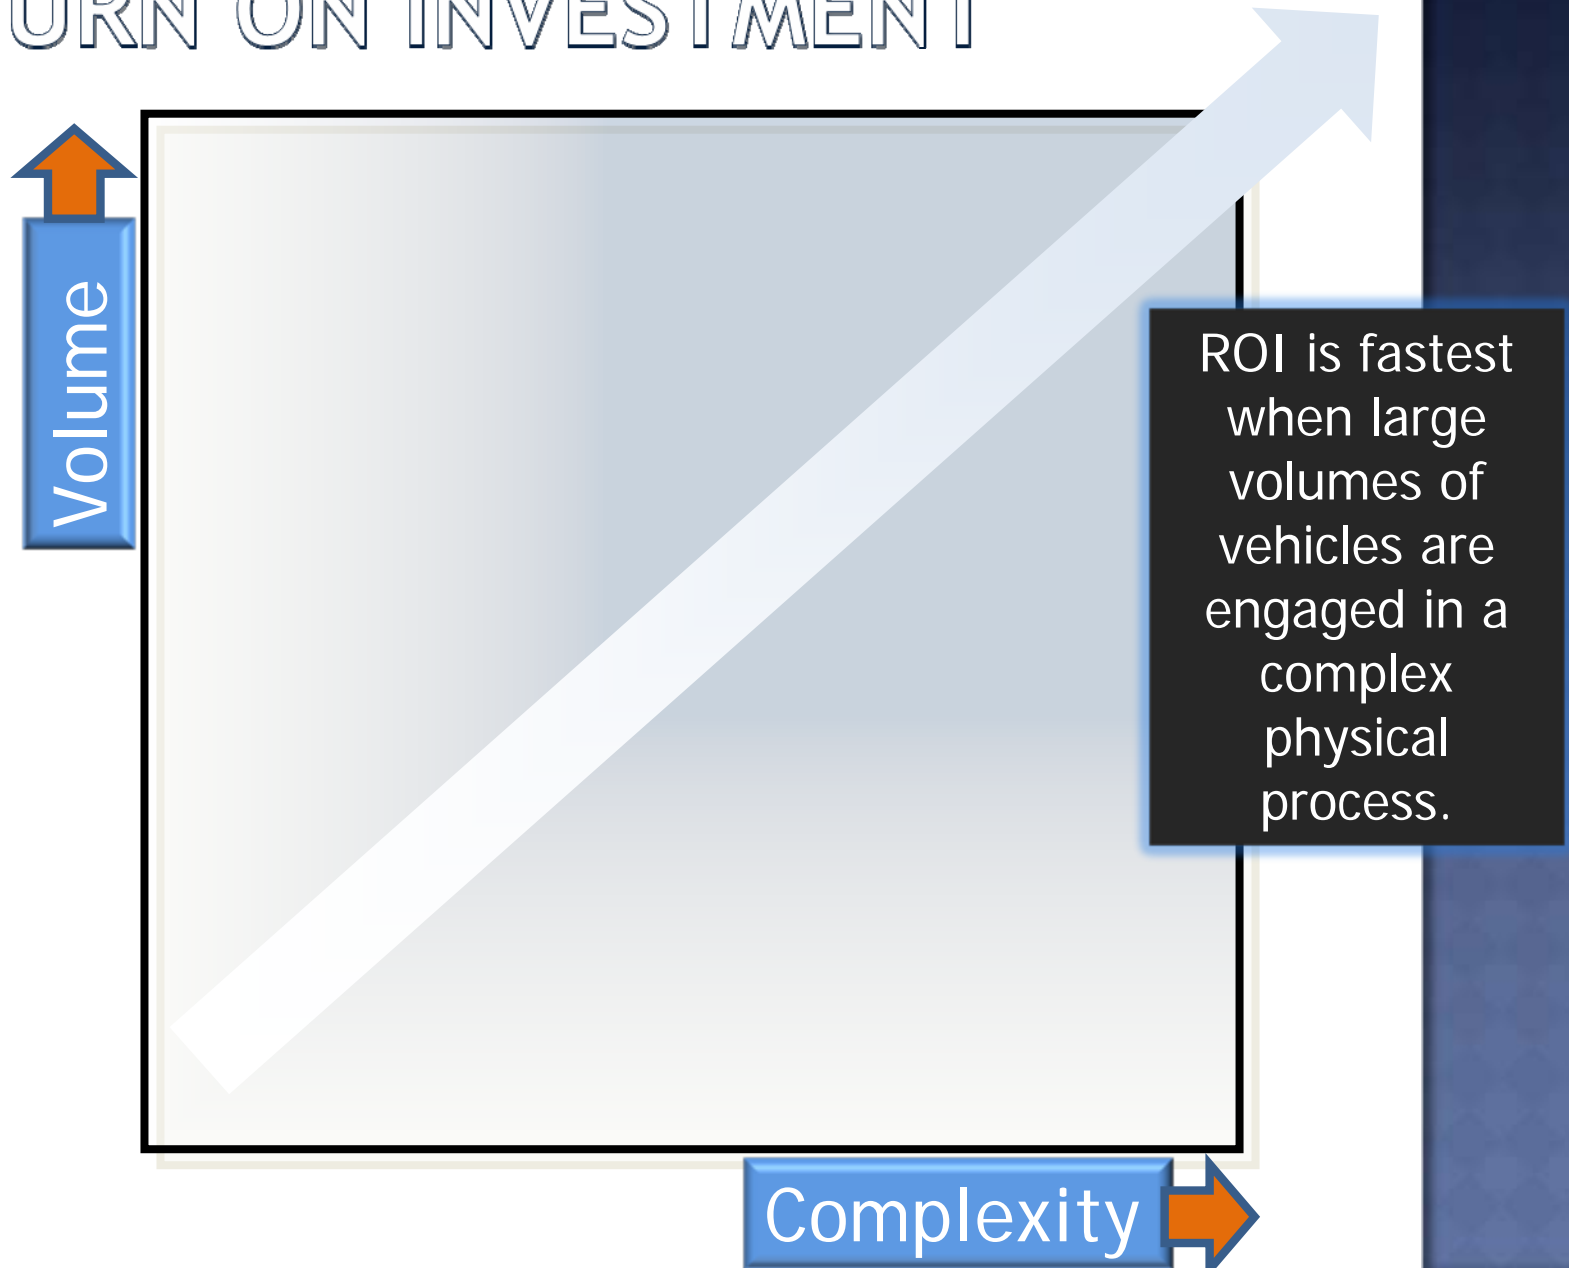 URN ON INVESTMENT
Volume
ROI is fastest
when large
volumes of
vehicles are
engaged in a
complex
physical
process.
Complexity